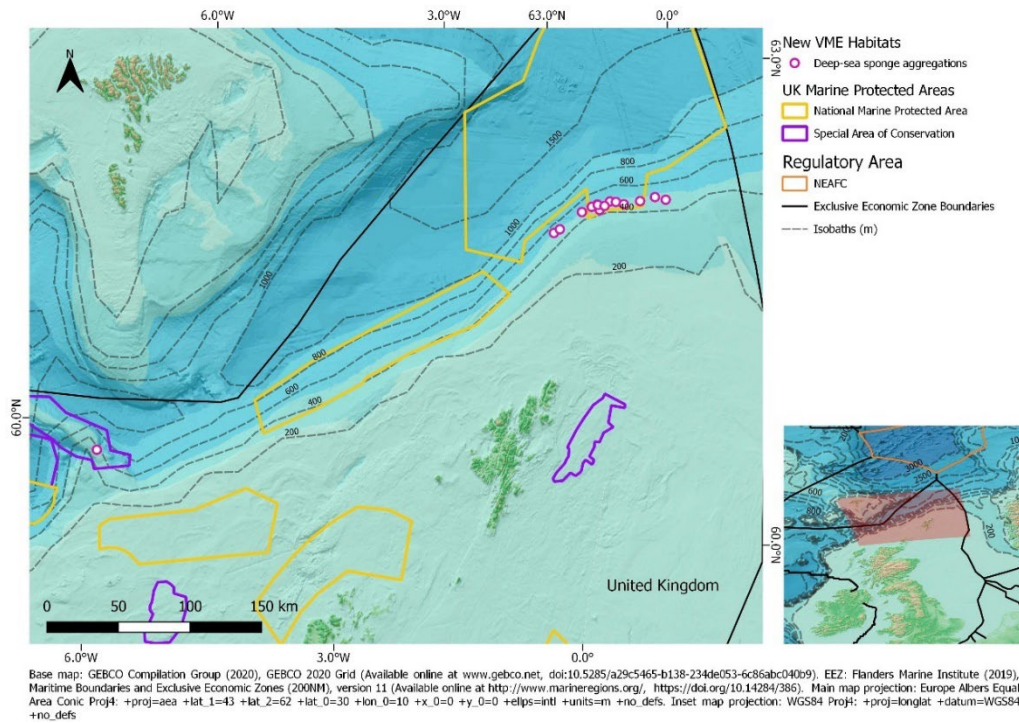 6.0°W 3.0°W 63.0°N 0.0°
63.0°N
N
New VME Habitats
Deep-sea sponge aggregations
UK Marine Protected Areas
National Marine Protected Area
Special Area of Conservation
Regulatory Area
NEAFC
Exclusive Economic Zone Boundaries
Isobaths (m)
1500
800
600
400
1000
200
1000
800
600
400
200
60.0°N
60.0°N
United Kingdom
0 50 100 150 km
6.0°W 3.0°W 0.0°
3000
2500
600
800
200
Base map: GEBCO Compilation Group (2020), GEBCO 2020 Grid (Available online at www.gebco.net, doi:10.5285/a29c5465-b138-234de053-6c86abc040b9). EEZ: Flanders Marine Institute (2019),
Maritime Boundaries and Exclusive Economic Zones (200NM), version 11 (Available online at http://www.marineregions.org/, https://doi.org/10.14284/386). Main map projection: Europe Albers Equal
Area Conic Proj4: +proj=aea +lat_1=43 +lat_2=62 +lat_0=30 +lon_0=10 +x_0=0 +y_0=0 +ellps=intl +units=m +no_defs. Inset map projection: WGS84 Proj4: +proj=longlat +datum=WGS84
+no_defs